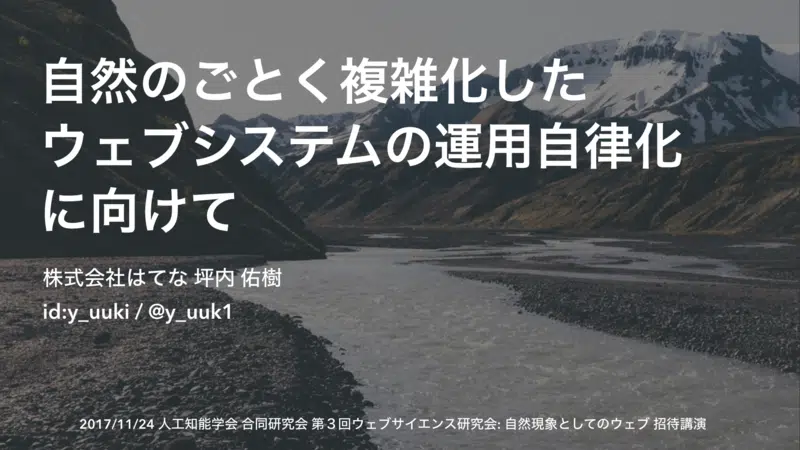 自然のごとく複雑化した
ウェブシステムの運用自律化
に向けて
株式会社はてな 坪内 佑樹
id:y_uuki / @y_uuk1
2017/11/24 人工知能学会 合同研究会 第３回ウェブサイエンス研究会: 自然現象としてのウェブ 招待講演